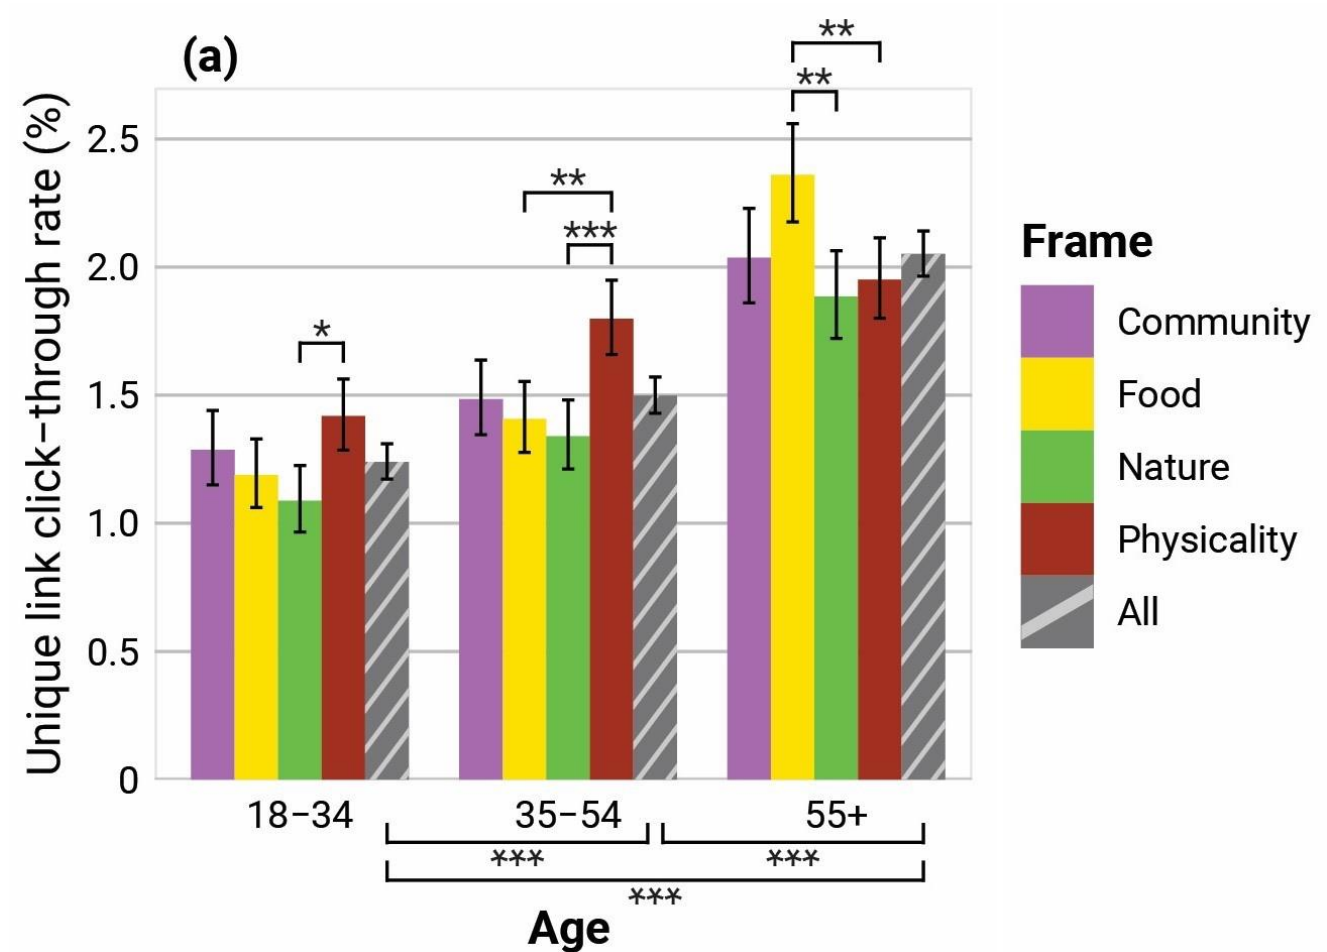 (a)
**
**
**
***
*
Unique link click−through rate (%)
2.5
2.0
1.5
1.0
0.5
0
18−34
35−54
55+
***
***
***
Age
Frame
Community
Food
Nature
Physicality
All